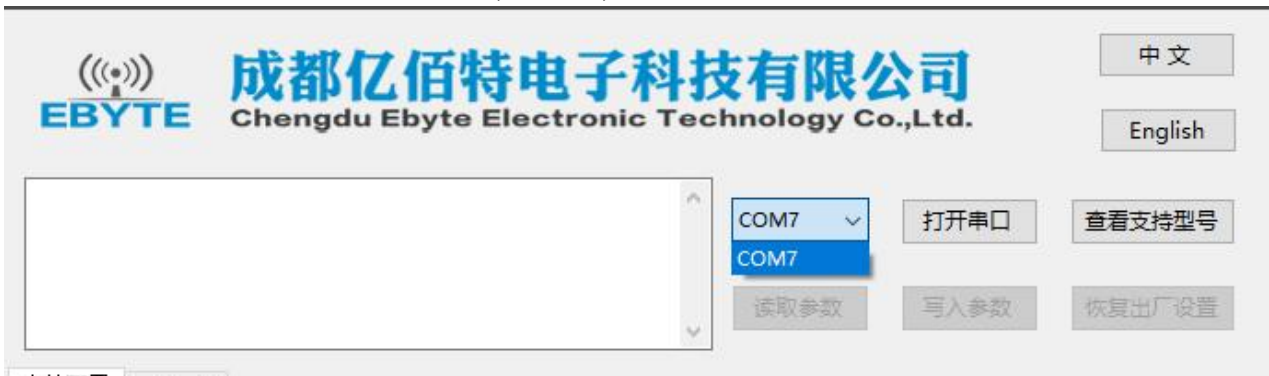 成都亿佰特电子科技有限公司
EBYTE
Chengdu Ebyte Electronic Technology Co.,Ltd.
中 文
English
COM7
打开串口
查看支持型号
COM7
读取参数
写入参数
恢复出厂设置